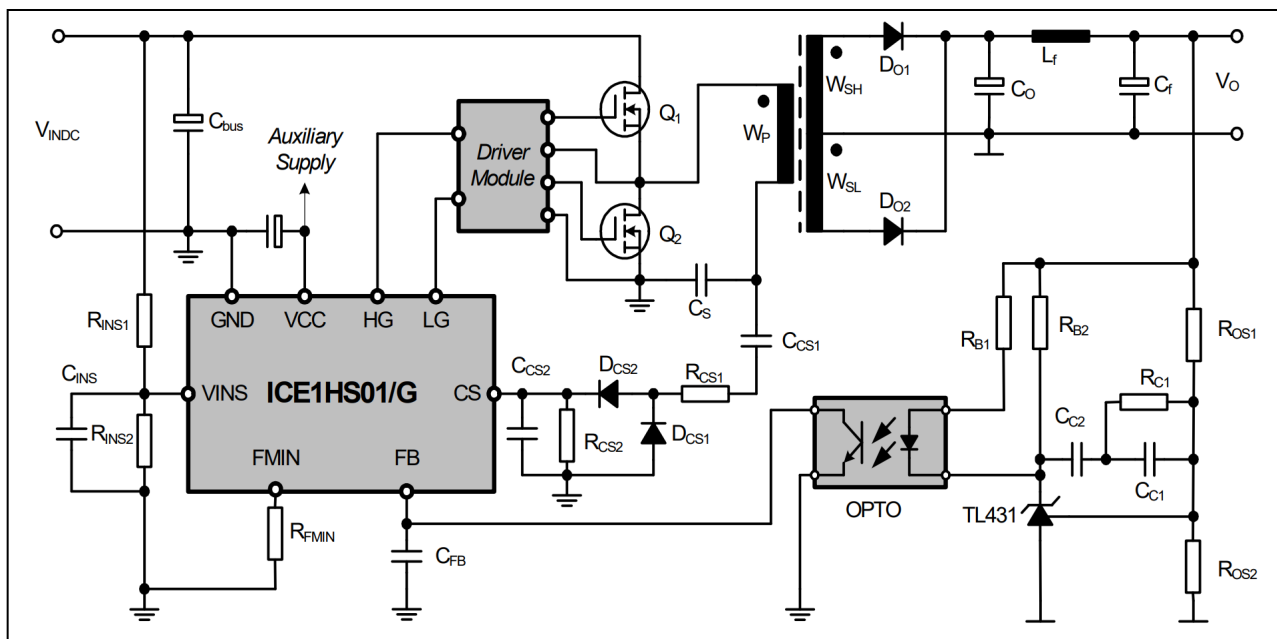 DO1
Lf
WSH
CO
Cf
VO
Q1
Cbus
VINDC
Auxiliary
Supply
Driver
Module
WP
WSL
DO2
Q2
CS
RINS1
GND VCC HG LG
CCS1
RB1
RB2
ROS1
CINS
VINS
ICE1HS01/G
CS
CCS2
DCS2
RCS1
RC1
RINS2
RCS2
DCS1
CC2
FMIN
FB
CC1
RFMIN
OPTO
TL431
CFB
ROS2